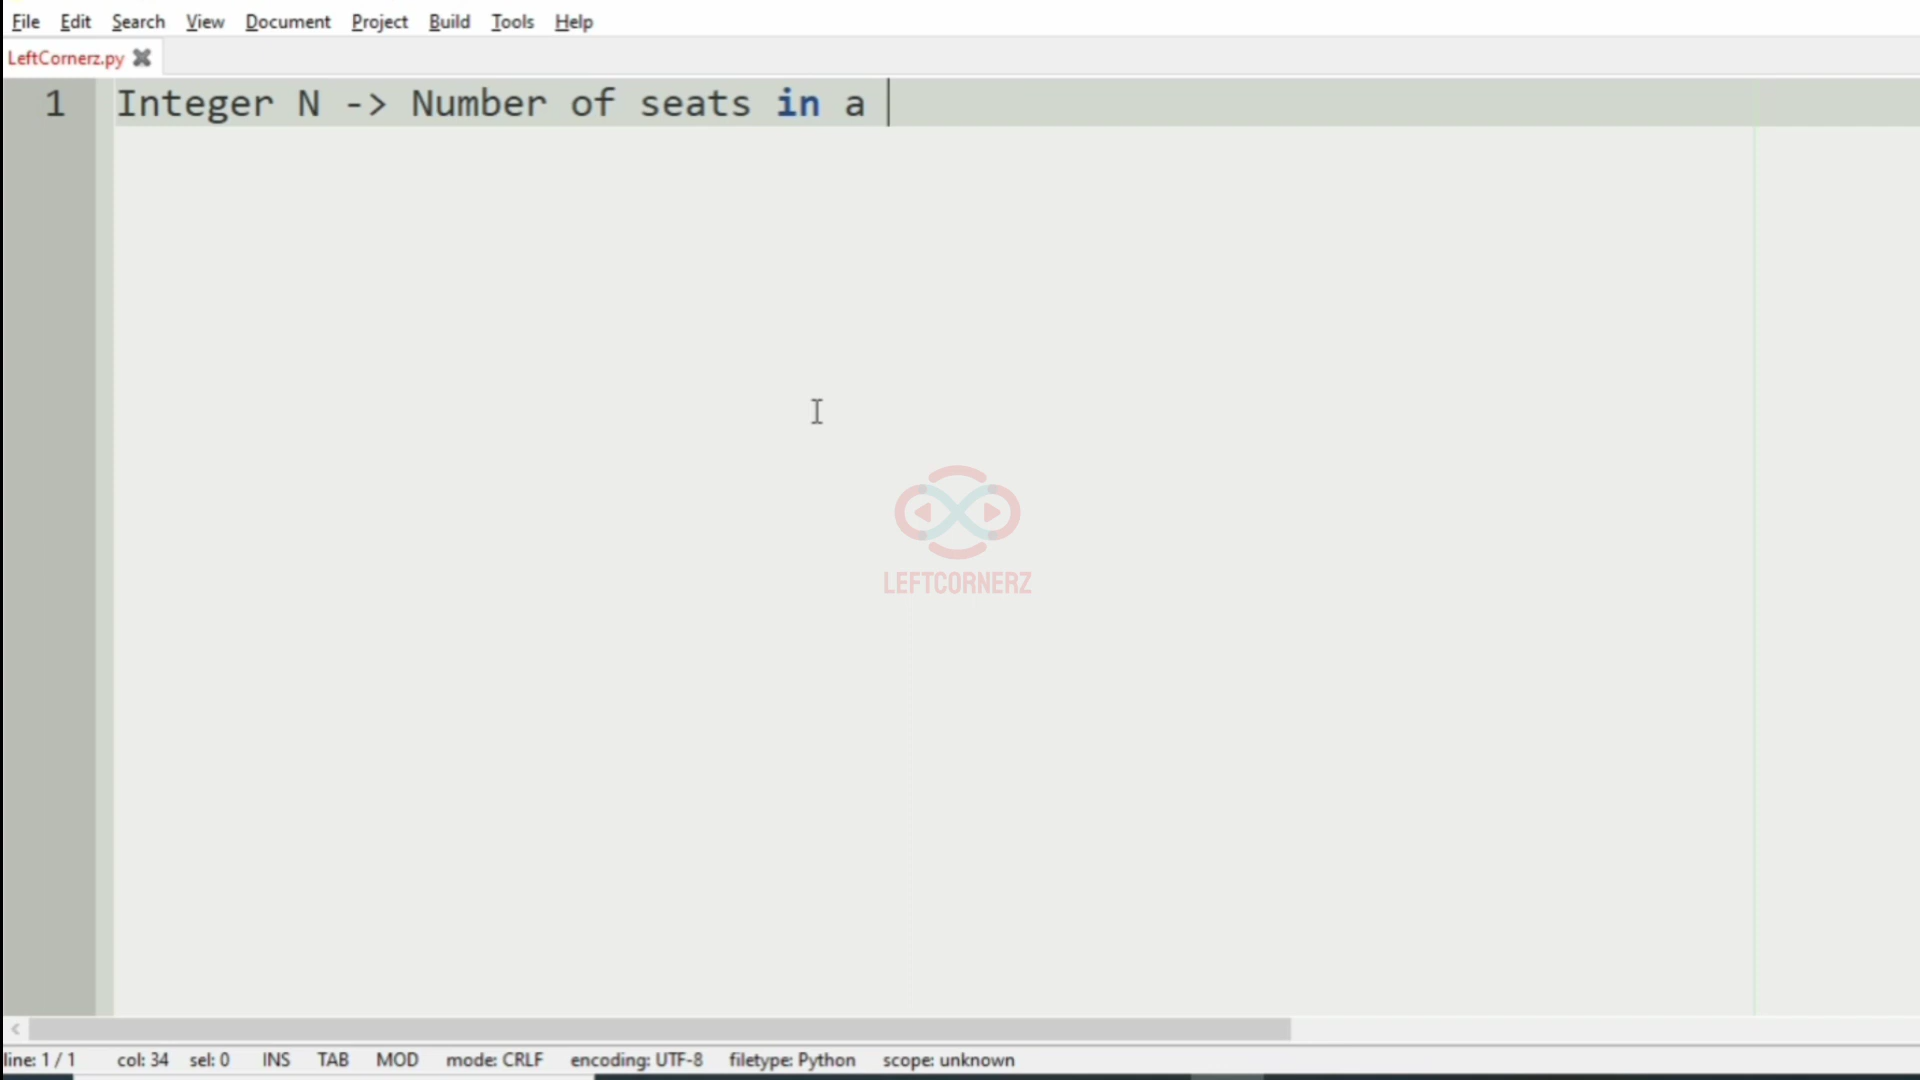 File Edit Search View Document Project Build Tools Help
LeftCornerz.py
1 Integer N -> Number of seats in a
LEFTCORNERZ
line: 1 / 1 col: 34 sel: 0 INS TAB MOD mode: CRLF encoding: UTF-8 filetype: Python scope: unknown